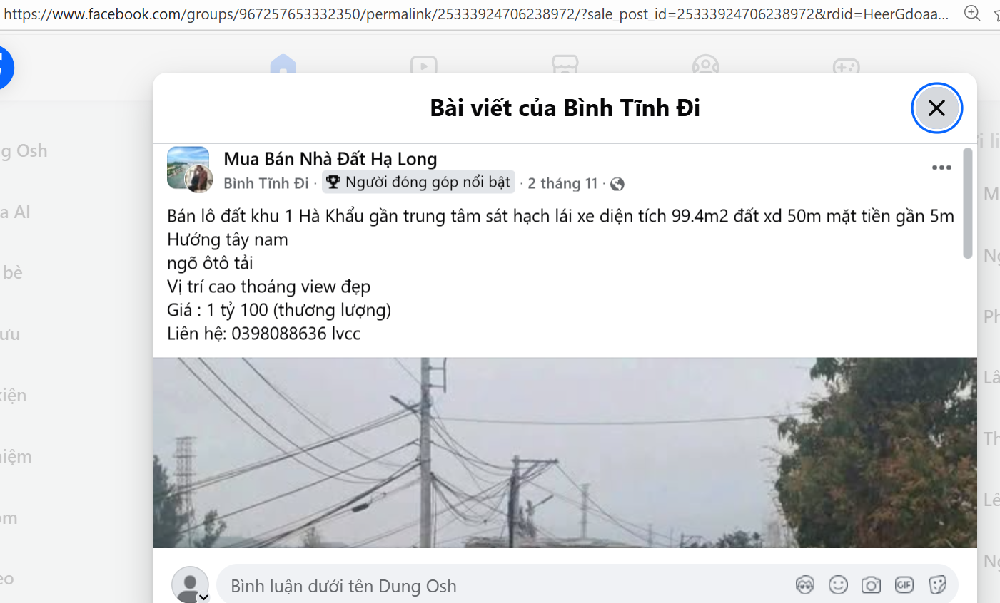 https://www.facebook.com/groups/967257653332350/permalink/25333924706238972/?sale_post_id=25333924706238972&rdid=HeerGdoaa...
Bài viết của Bình Tĩnh Đi
Mua Bán Nhà Đất Hạ Long
Bình Tĩnh Đi · Người đóng góp nổi bật · 2 tháng 11 ·
Bán lô đất khu 1 Hà Khẩu gần trung tâm sát hạch lái xe diện tích 99.4m2 đất xd 50m mặt tiền gần 5m
Hướng tây nam
ngõ ôtô tải
Vị trí cao thoáng view đẹp
Giá : 1 tỷ 100 (thương lượng)
Liên hệ: 0398088636 lvcc
g Osh
a AI
bè
ưu
kiện
niệm
om
eo
Bình luận dưới tên Dung Osh
GIF